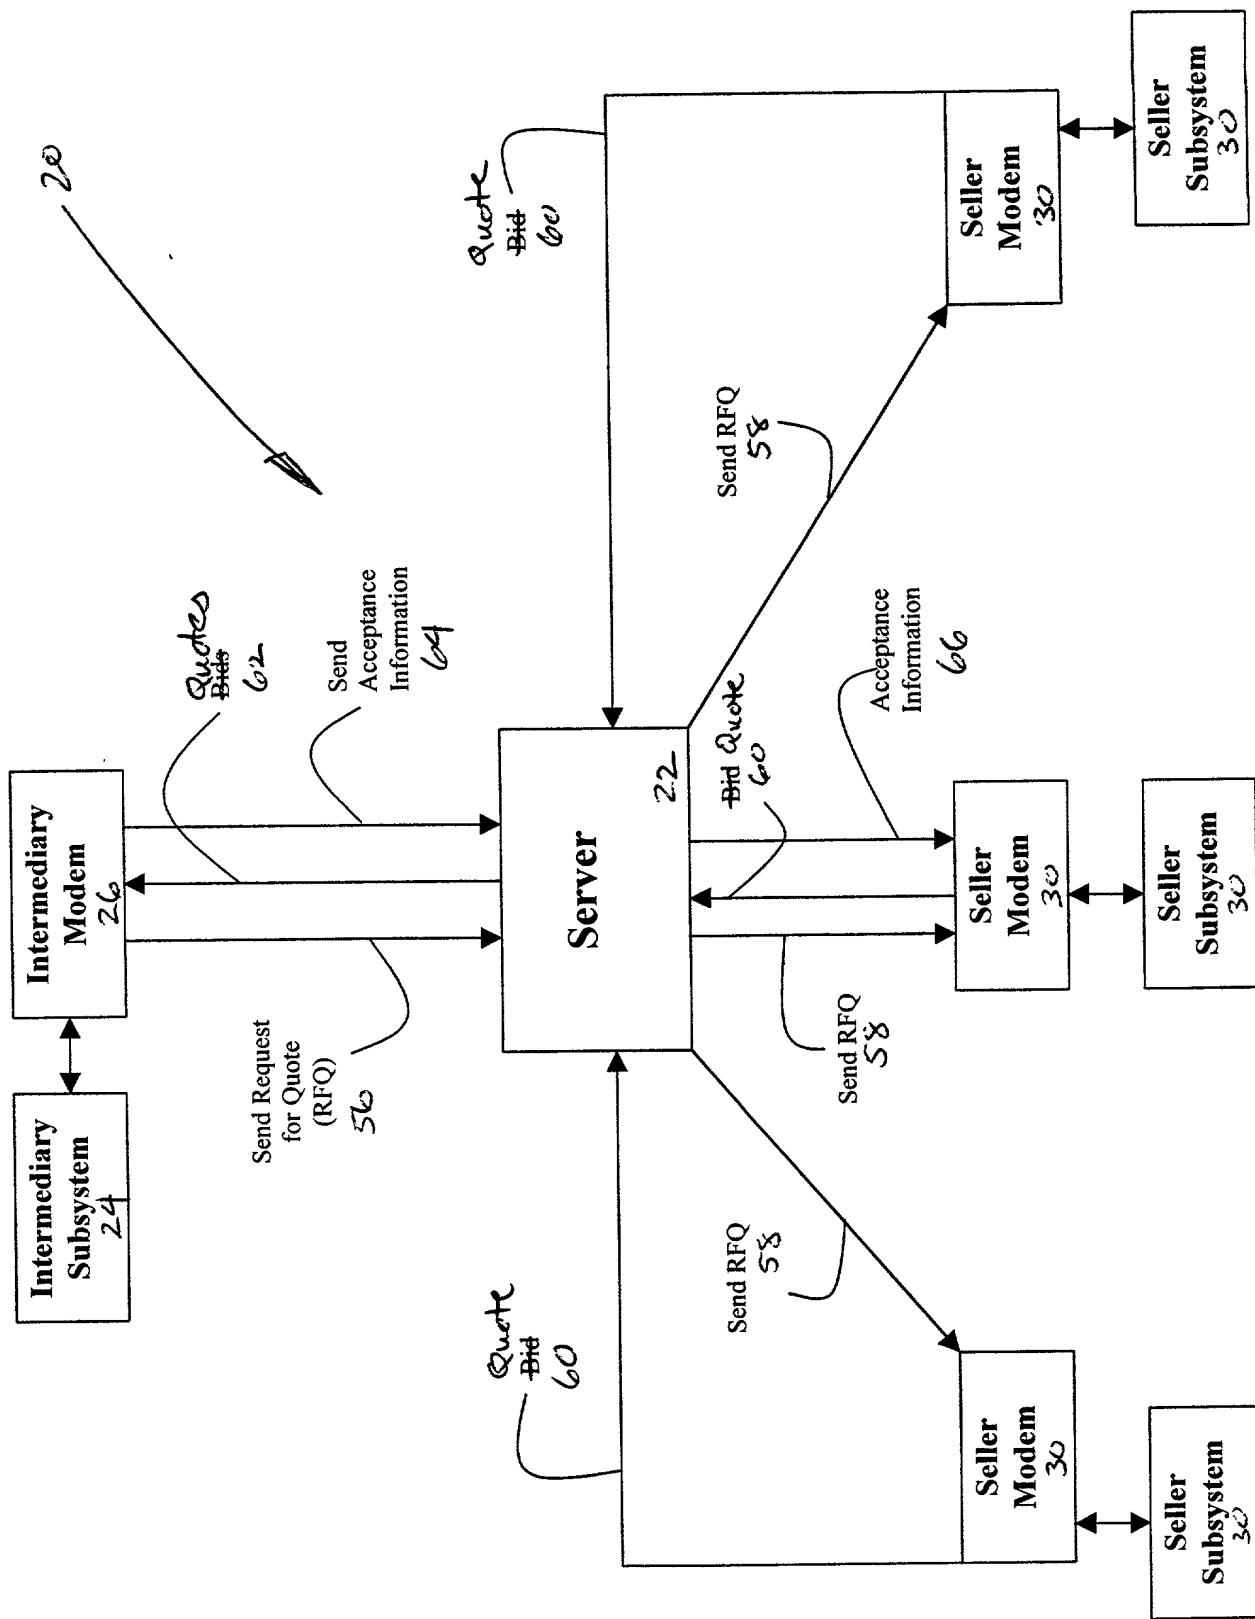 Intermediary
Subsystem
24
Intermediary
Modem
26
20
Send Request
for Quote
(RFQ)
56
Quotes
Bids
62
Send
Acceptance
Information
64
Quote
Bid
60
Server
22
Quote
Bid
60
Send RFQ
58
Send RFQ
58
Bid Quote
60
Acceptance
Information
66
Send RFQ
58
Seller
Modem
30
Seller
Modem
30
Seller
Modem
30
Seller
Subsystem
30
Seller
Subsystem
30
Seller
Subsystem
30